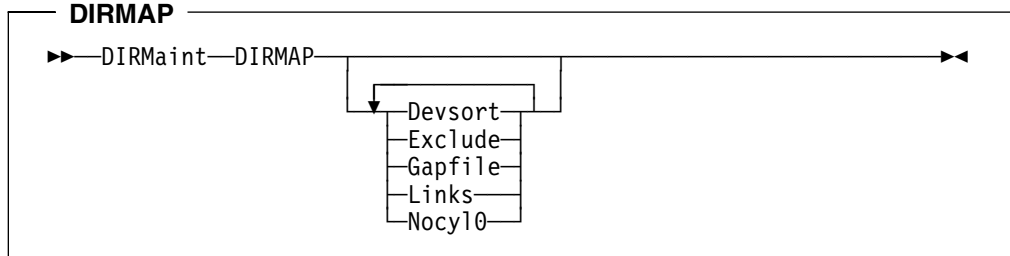 DIRMAP
DIRMaint DIRMAP
Devsort
Exclude
Gapfile
Links
Nocyl0